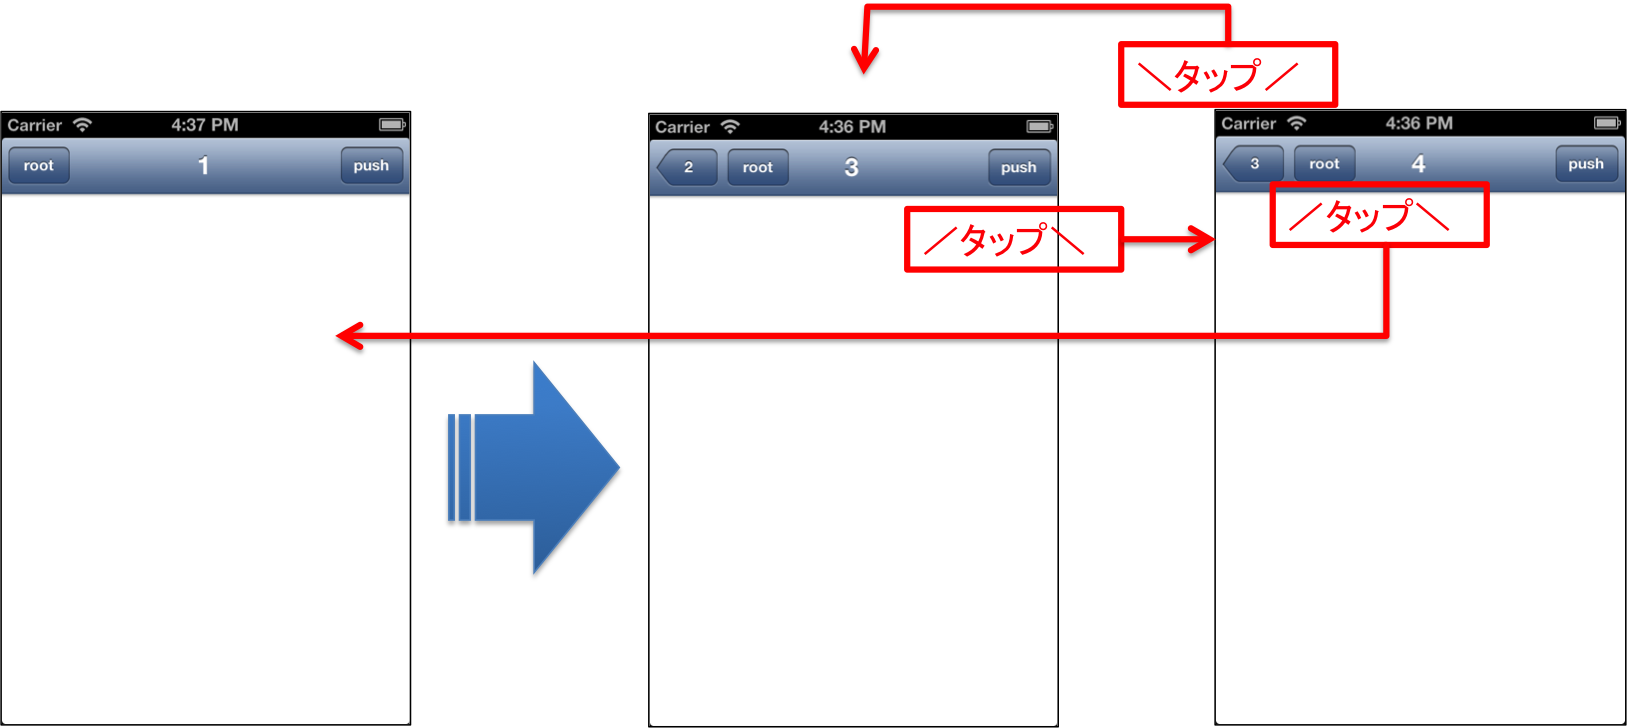 ＼タップ／
Carrier 4:37 PM
root 1 push
Carrier 4:36 PM
2 root 3 push
／タップ＼
Carrier 4:36 PM
3 root 4 push
／タップ＼